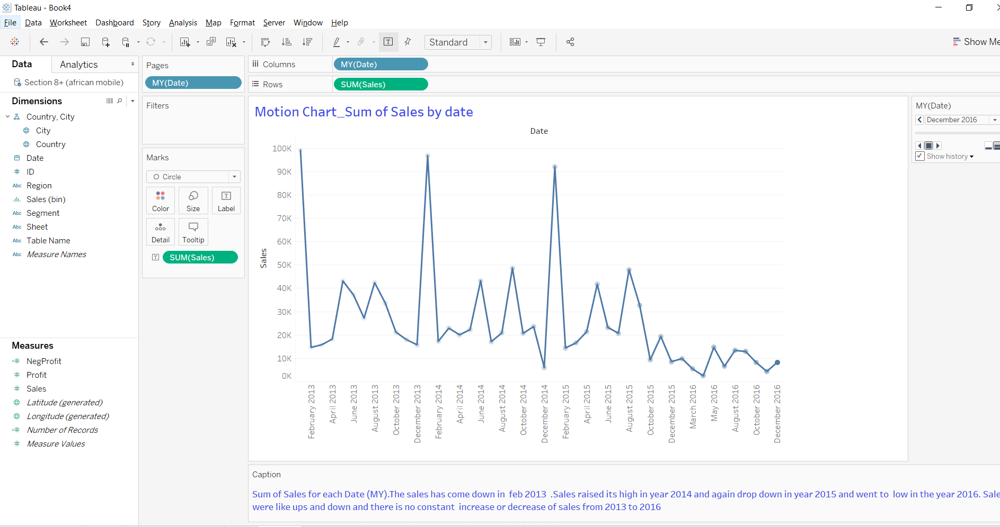 Tableau - Book4
File Data Worksheet Dashboard Story Analysis Map Format Server Window Help
Standard
Show Me
Data Analytics
Section 8+ (african mobile)
Dimensions
Country, City
City
Country
Date
ID
Region
Sales (bin)
Segment
Sheet
Table Name
Measure Names
Measures
NegProfit
Profit
Sales
Latitude (generated)
Longitude (generated)
Number of Records
Measure Values
Pages
MY(Date)
Filters
Marks
Circle
Color Size Label
Detail Tooltip
SUM(Sales)
Columns MY(Date)
Rows SUM(Sales)
Motion Chart_Sum of Sales by date
Date
Sales
100K
90K
80K
70K
60K
50K
40K
30K
20K
10K
0K
February 2013
April 2013
June 2013
August 2013
October 2013
December 2013
February 2014
April 2014
June 2014
August 2014
October 2014
December 2014
February 2015
April 2015
June 2015
August 2015
October 2015
December 2015
March 2016
May 2016
August 2016
October 2016
December 2016
MY(Date)
December 2016
Show history
Caption
Sum of Sales for each Date (MY).The sales has come down in feb 2013 .Sales raised its high in year 2014 and again drop down in year 2015 and went to low in the year 2016. Sale
were like ups and down and there is no constant increase or decrease of sales from 2013 to 2016